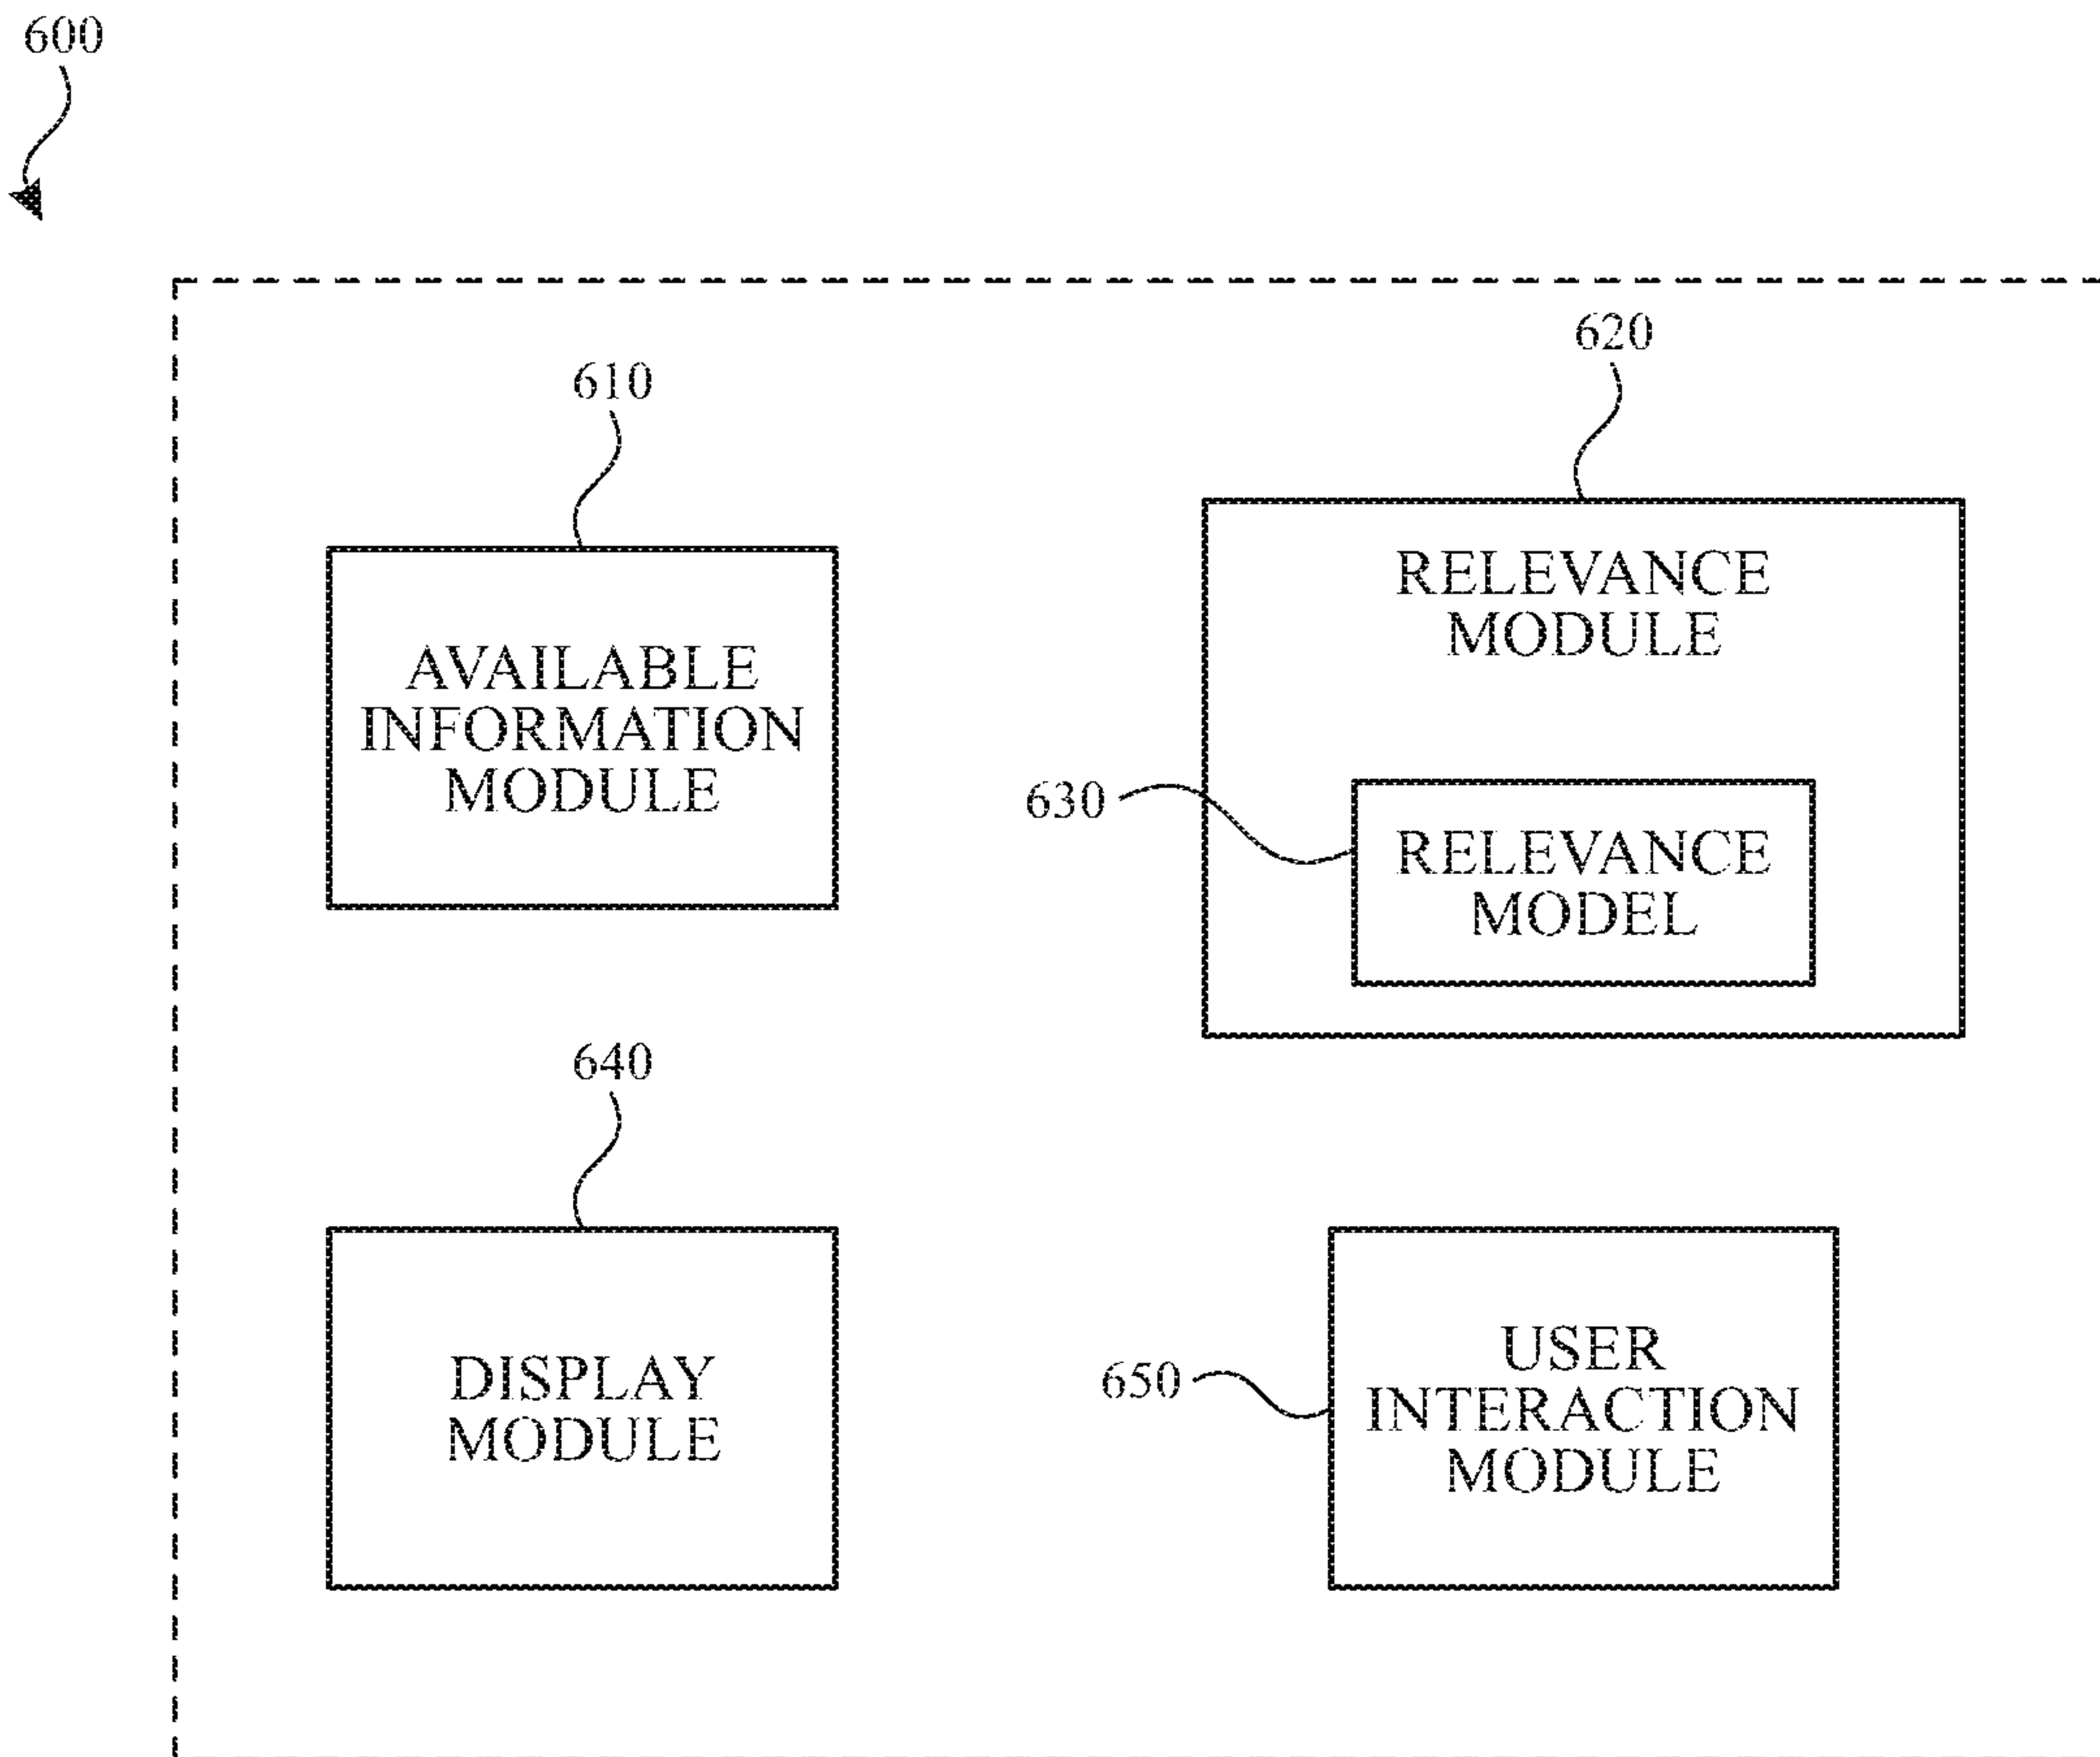 600
610
AVAILABLE
INFORMATION
MODULE
620
RELEVANCE
MODULE
630
RELEVANCE
MODEL
640
DISPLAY
MODULE
650
USER
INTERACTION
MODULE